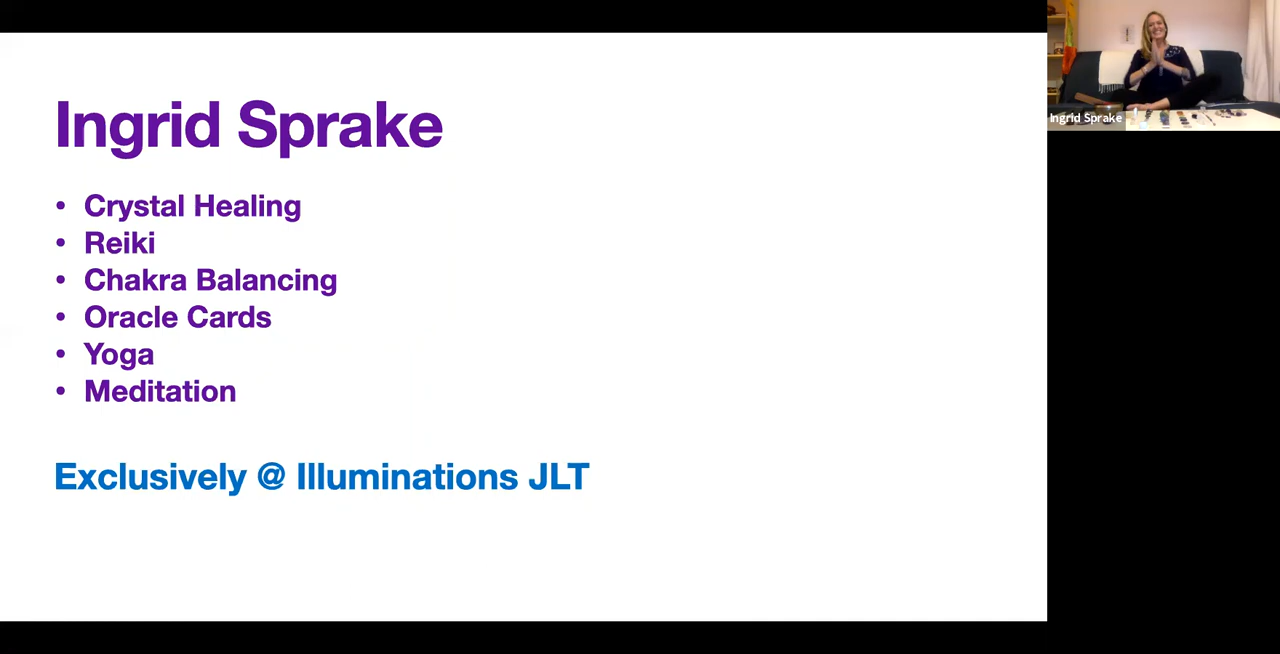 Ingrid Sprake
• Crystal Healing
• Reiki
• Chakra Balancing
• Oracle Cards
• Yoga
• Meditation
Exclusively @ Illuminations JLT
Ingrid Sprake